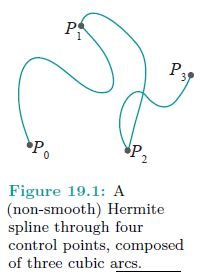 P1
P3
P0
P2
Figure 19.1: A
(non-smooth) Hermite
spline through four
control points, composed
of three cubic arcs.